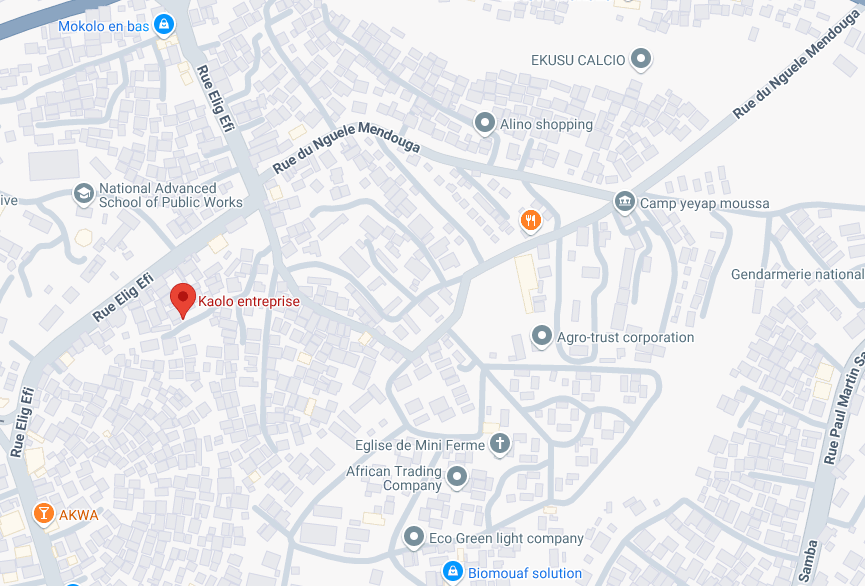 Mokolo en bas
EKUSU CALCIO
Rue du Nguele Mendouga
Rue Elig Efi
Alino shopping
Rue du Nguele Mendouga
National Advanced
School of Public Works
ive
Camp yeyap moussa
Gendarmerie national
Rue Elig Efi
Kaolo entreprise
Agro-trust corporation
Rue Elig Efi
Rue Paul Martin Sa
Eglise de Mini Ferme
African Trading
Company
AKWA
Eco Green light company
Samba
Biomouaf solution